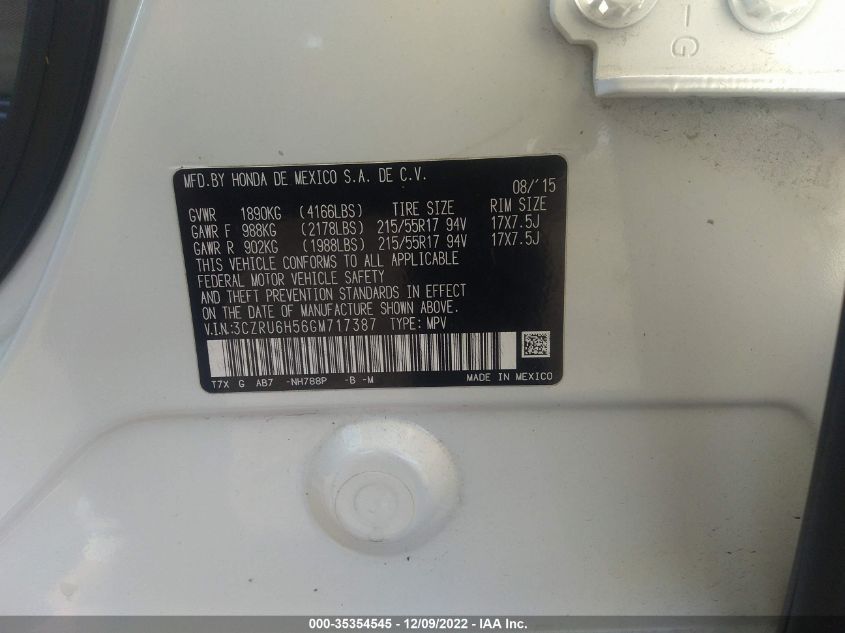 -G
MFD.BY HONDA DE MEXICO S.A. DE C.V.
08/'15
GVWR 1890KG (4166LBS) TIRE SIZE RIM SIZE
GAWR F 988KG (2178LBS) 215/55R17 94V 17X7.5J
GAWR R 902KG (1988LBS) 215/55R17 94V 17X7.5J
THIS VEHICLE CONFORMS TO ALL APPLICABLE
FEDERAL MOTOR VEHICLE SAFETY
AND THEFT PREVENTION STANDARDS IN EFFECT
ON THE DATE OF MANUFACTURE SHOWN ABOVE.
V.I.N:3CZRU6H56GM717387 TYPE: MPV
T7X G AB7 -NH788P -B -M MADE IN MEXICO
000-35354545 - 12/09/2022 - IAA Inc.